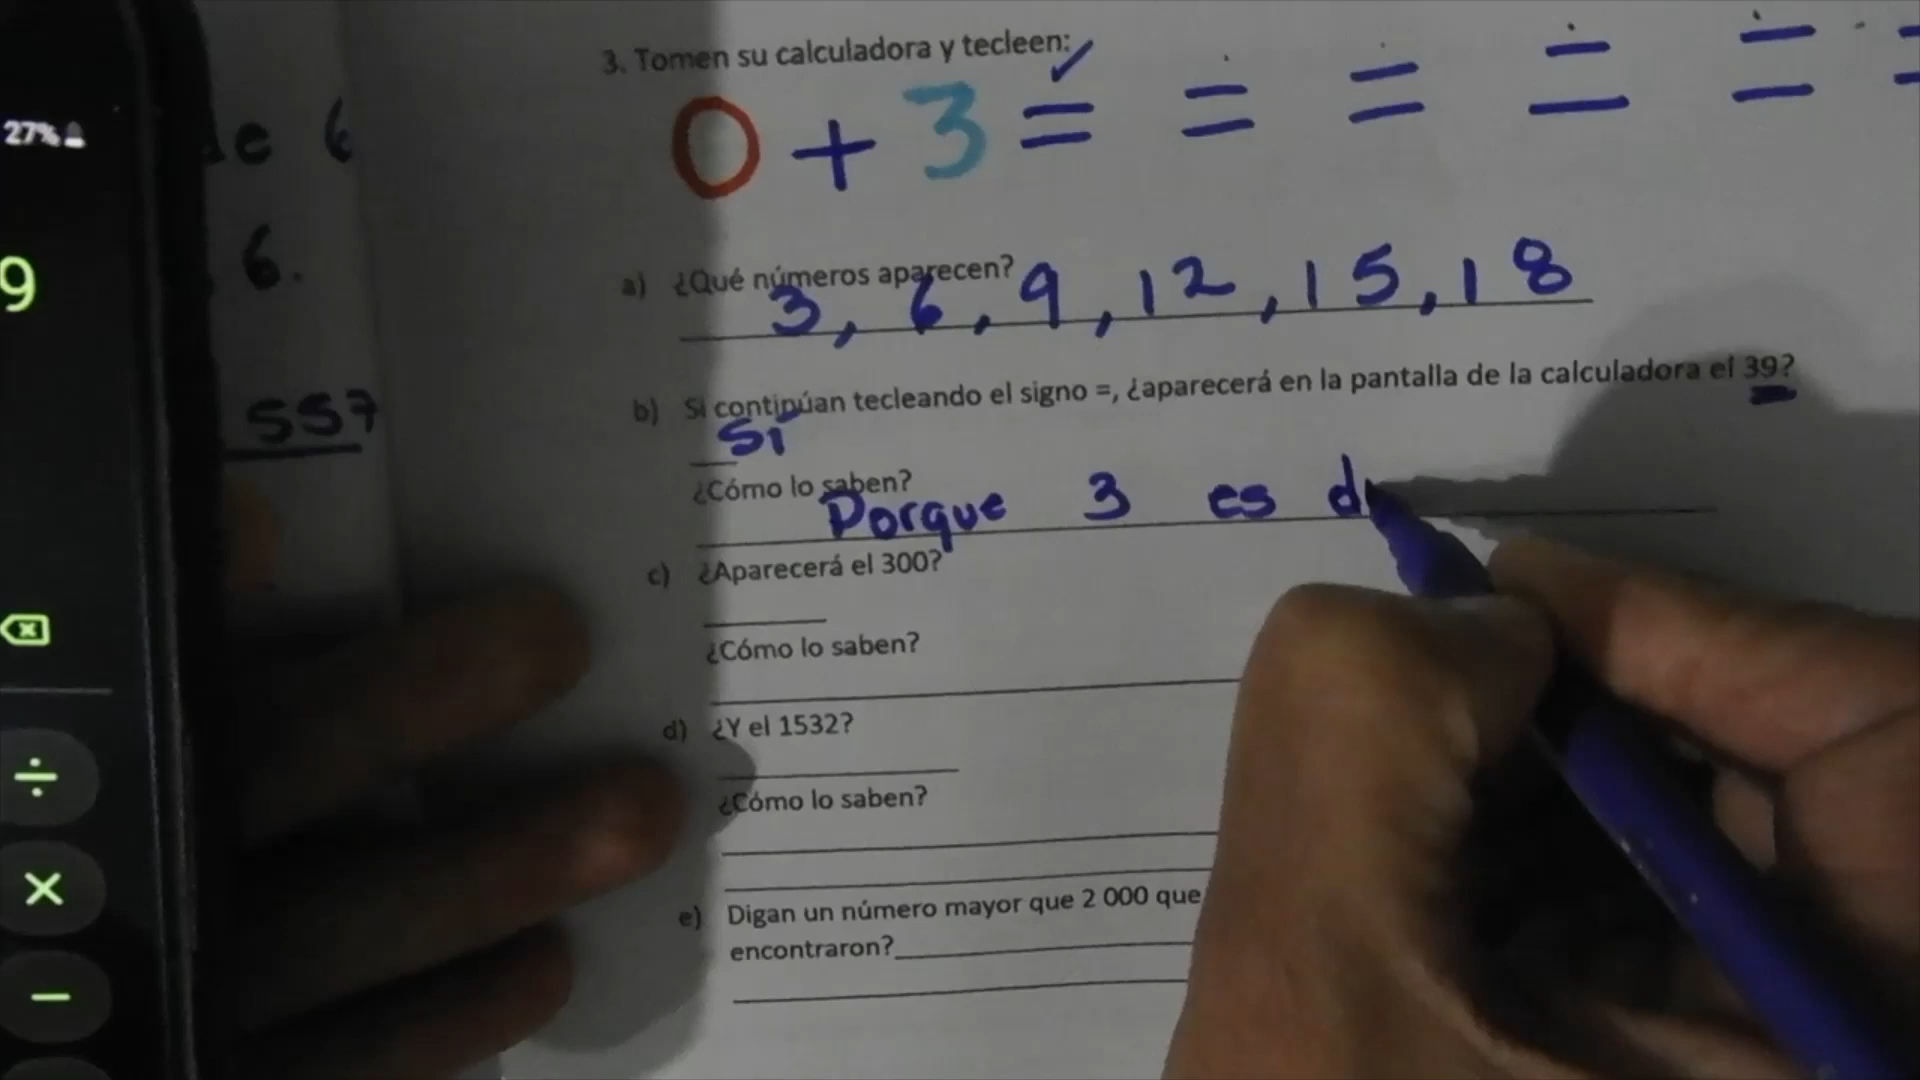 27%
9
÷
×
−
de 6
6.
557
3. Tomen su calculadora y tecleen:
0 + 3 = = = = =
a) ¿Qué números aparecen?
3, 6, 9, 12, 15, 18
b) Si continúan tecleando el signo =, ¿aparecerá en la pantalla de la calculadora el 39?
Sí
¿Cómo lo saben?
Porque 3 es
c) ¿Aparecerá el 300?
¿Cómo lo saben?
d) ¿Y el 1532?
¿Cómo lo saben?
e) Digan un número mayor que 2 000 que
encontraron?